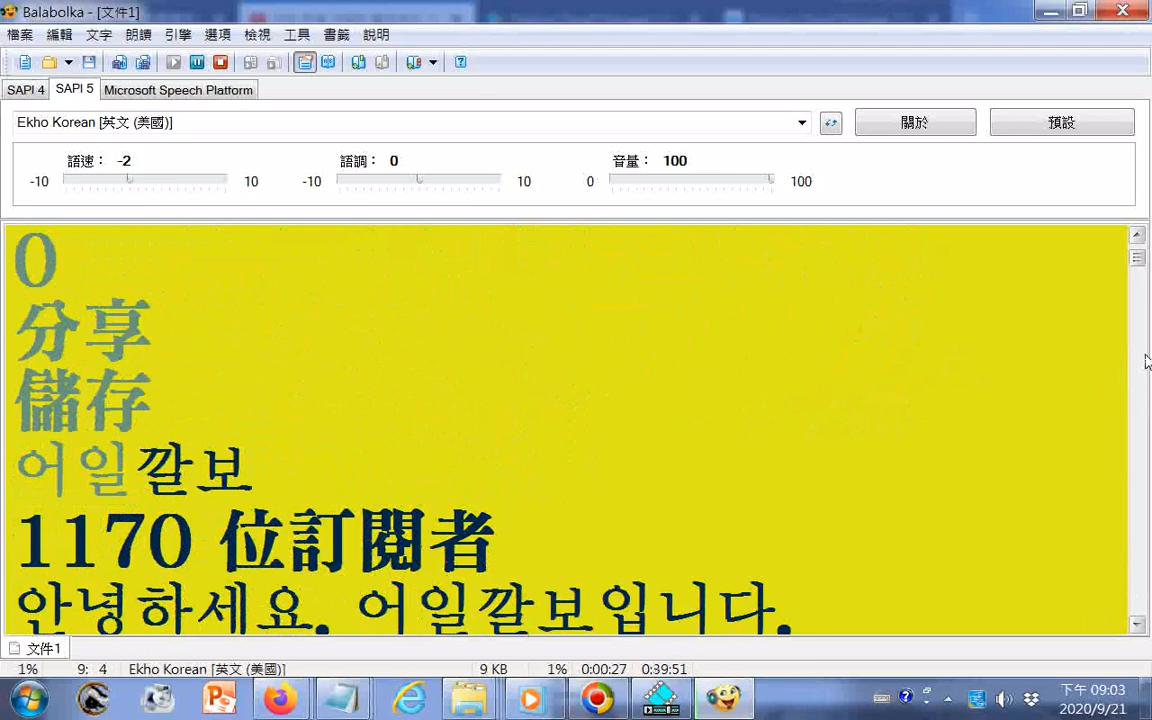 Balabolka - [文件1]
檔案 編輯 文字 朗讀 引擎 選項 檢視 工具 書籤 說明
SAPI 4 SAPI 5 Microsoft Speech Platform
Ekho Korean [英文 (美國)] 關於 預設
語速： -2 語調： 0 音量： 100
-10 10 -10 10 0 100
0
分享
儲存
어일깔보
1170 位訂閱者
안녕하세요. 어일깔보입니다.
文件1
1% 9: 4 Ekho Korean [英文 (美國)] 9 KB 1% 0:00:27 0:39:51
下午 09:03
2020/9/21